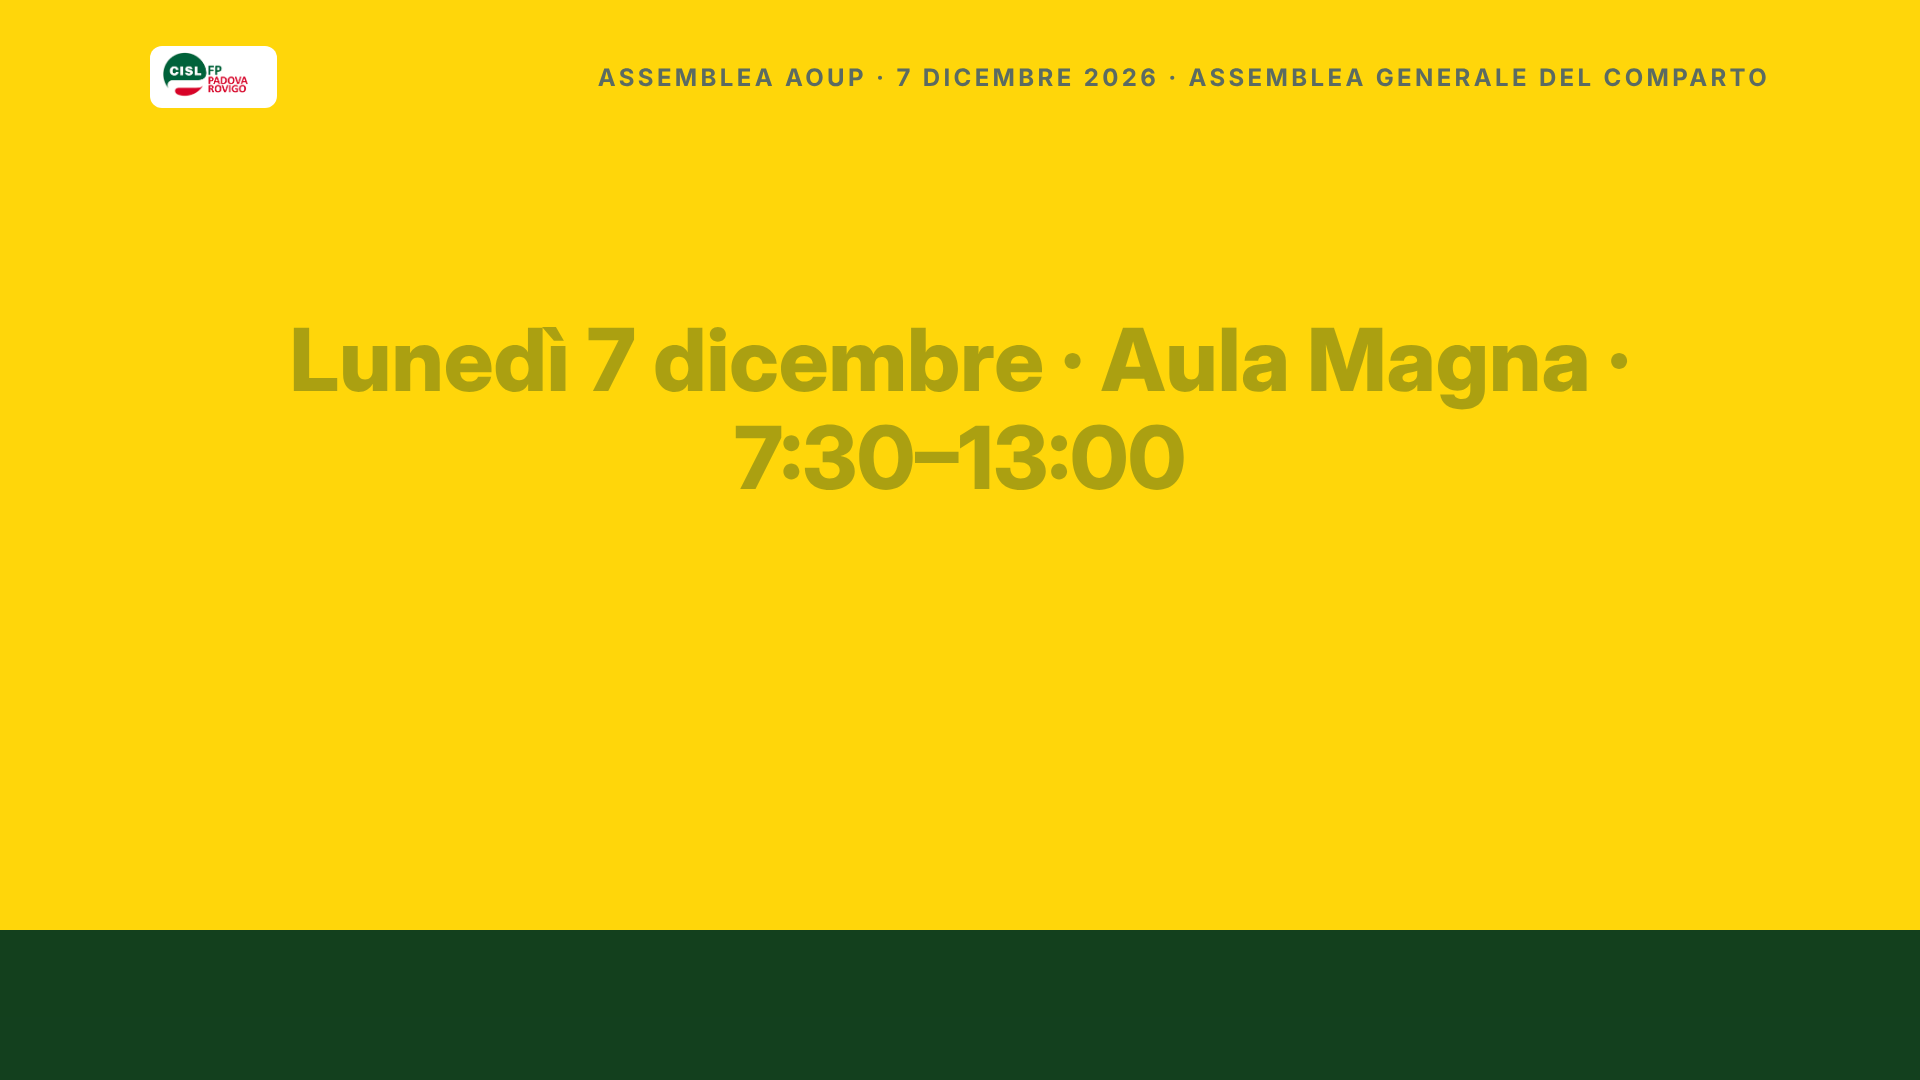 CISL FP
PADOVA
ROVIGO
ASSEMBLEA AOUP · 7 DICEMBRE 2026 · ASSEMBLEA GENERALE DEL COMPARTO
Lunedì 7 dicembre · Aula Magna ·
7:30–13:00